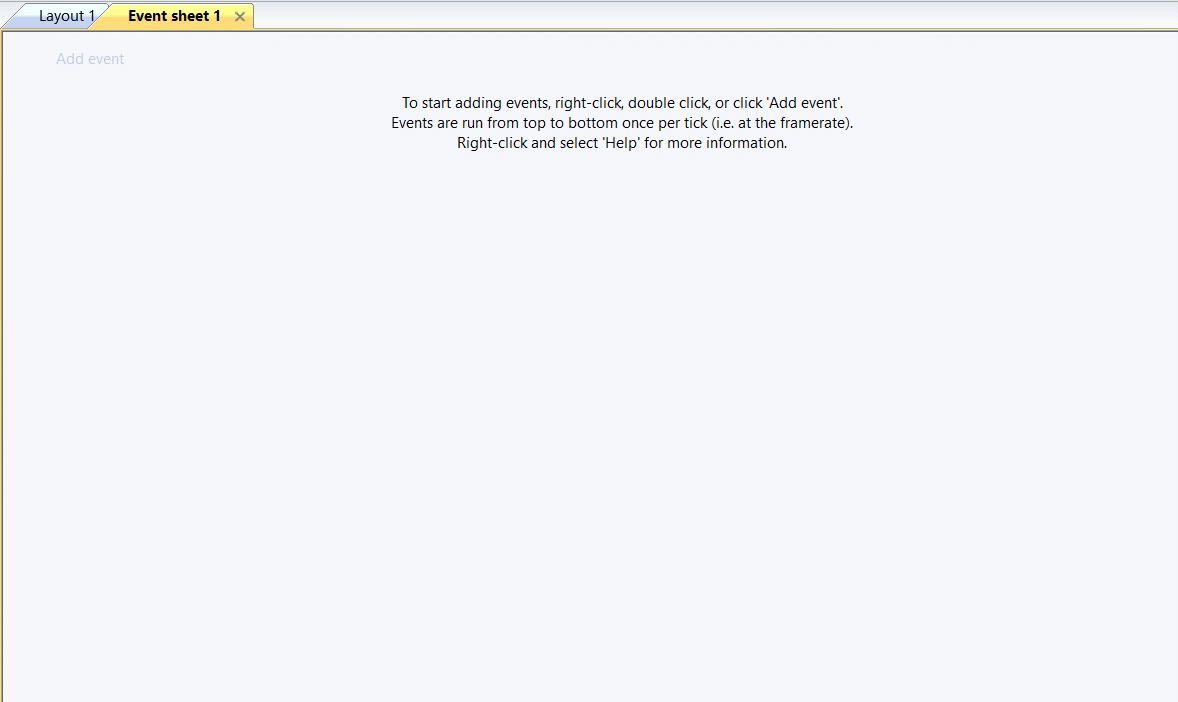 Layout 1
Event sheet 1
Add event
To start adding events, right-click, double click, or click 'Add event'.
Events are run from top to bottom once per tick (i.e. at the framerate).
Right-click and select 'Help' for more information.